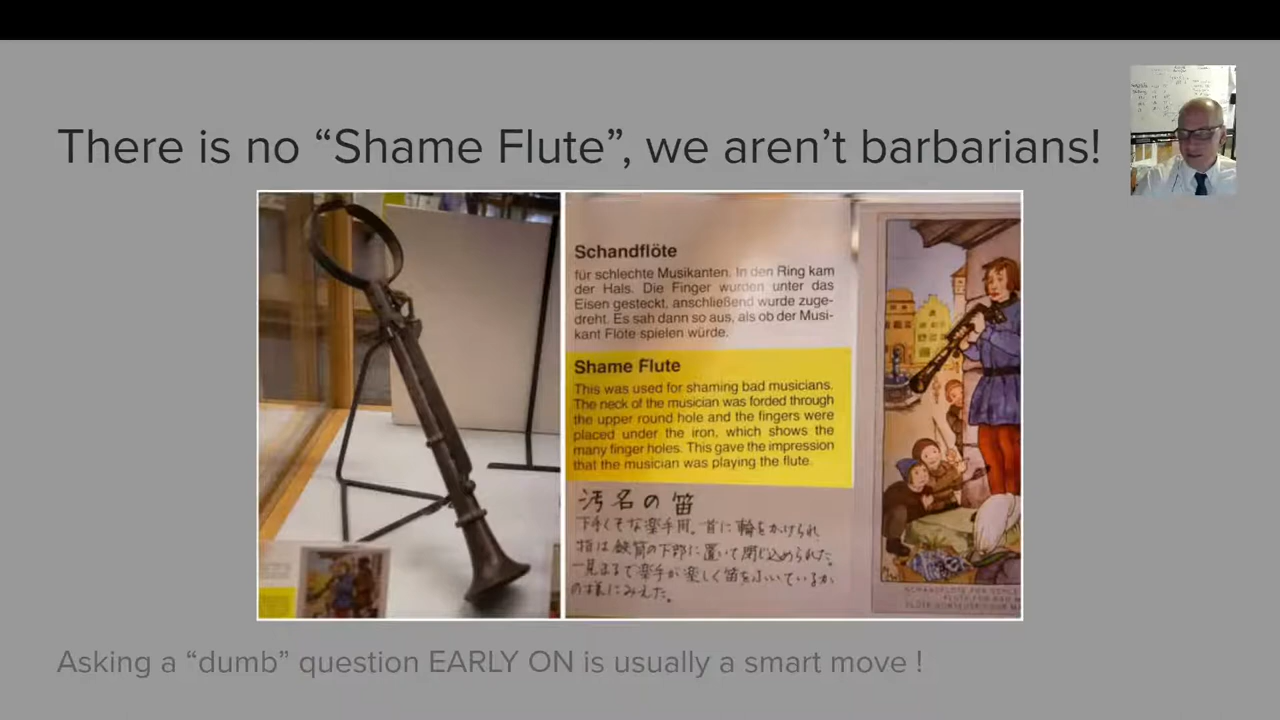 There is no “Shame Flute”, we aren’t barbarians!
Schandflöte
für schlechte Musikanten. In den Ring kam
der Hals. Die Finger wurden unter das
Eisen gesteckt, anschließend wurde zuge-
dreht. Es sah dann so aus, als ob der Musi-
kant Flöte spielen würde.
Shame Flute
This was used for shaming bad musicians.
The neck of the musician was forded through
the upper round hole and the fingers were
placed under the iron, which shows the
many finger holes. This gave the impression
that the musician was playing the flute.
汚名の笛
下手くそな楽手用。首に輪をかけられ
指は鉄筒の下部に置いて閉じ込められた。
一見まるで楽手が楽しく笛をふいているか
の様にみえた。
Asking a “dumb” question EARLY ON is usually a smart move !